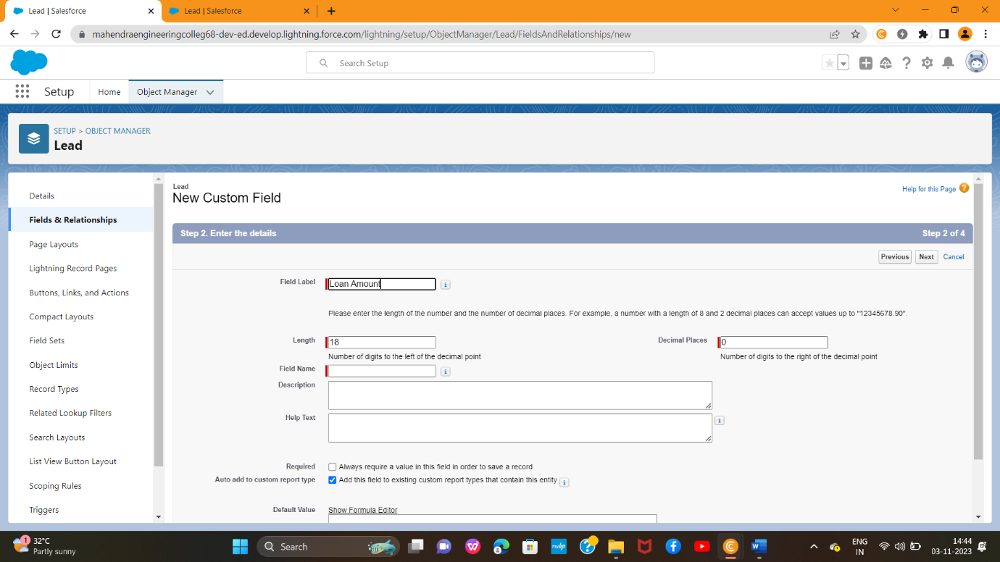 Lead | Salesforce
Lead | Salesforce
mahendraengineeringcolleg68-dev-ed.develop.lightning.force.com/lightning/setup/ObjectManager/Lead/FieldsAndRelationships/new
Search Setup
Setup
Home
Object Manager
SETUP > OBJECT MANAGER
Lead
Details
Fields & Relationships
Page Layouts
Lightning Record Pages
Buttons, Links, and Actions
Compact Layouts
Field Sets
Object Limits
Record Types
Related Lookup Filters
Search Layouts
List View Button Layout
Scoping Rules
Triggers
Lead
New Custom Field
Help for this Page
Step 2. Enter the details Step 2 of 4
Previous Next Cancel
Field Label Loan Amount
Please enter the length of the number and the number of decimal places. For example, a number with a length of 8 and 2 decimal places can accept values up to "12345678.90".
Length 18 Decimal Places 0
Number of digits to the left of the decimal point Number of digits to the right of the decimal point
Field Name
Description
Help Text
Required Always require a value in this field in order to save a record
Auto add to custom report type Add this field to existing custom report types that contain this entity
Default Value Show Formula Editor
1
32°C
Partly sunny
Search
myhp
ENG
IN
14:44
03-11-2023